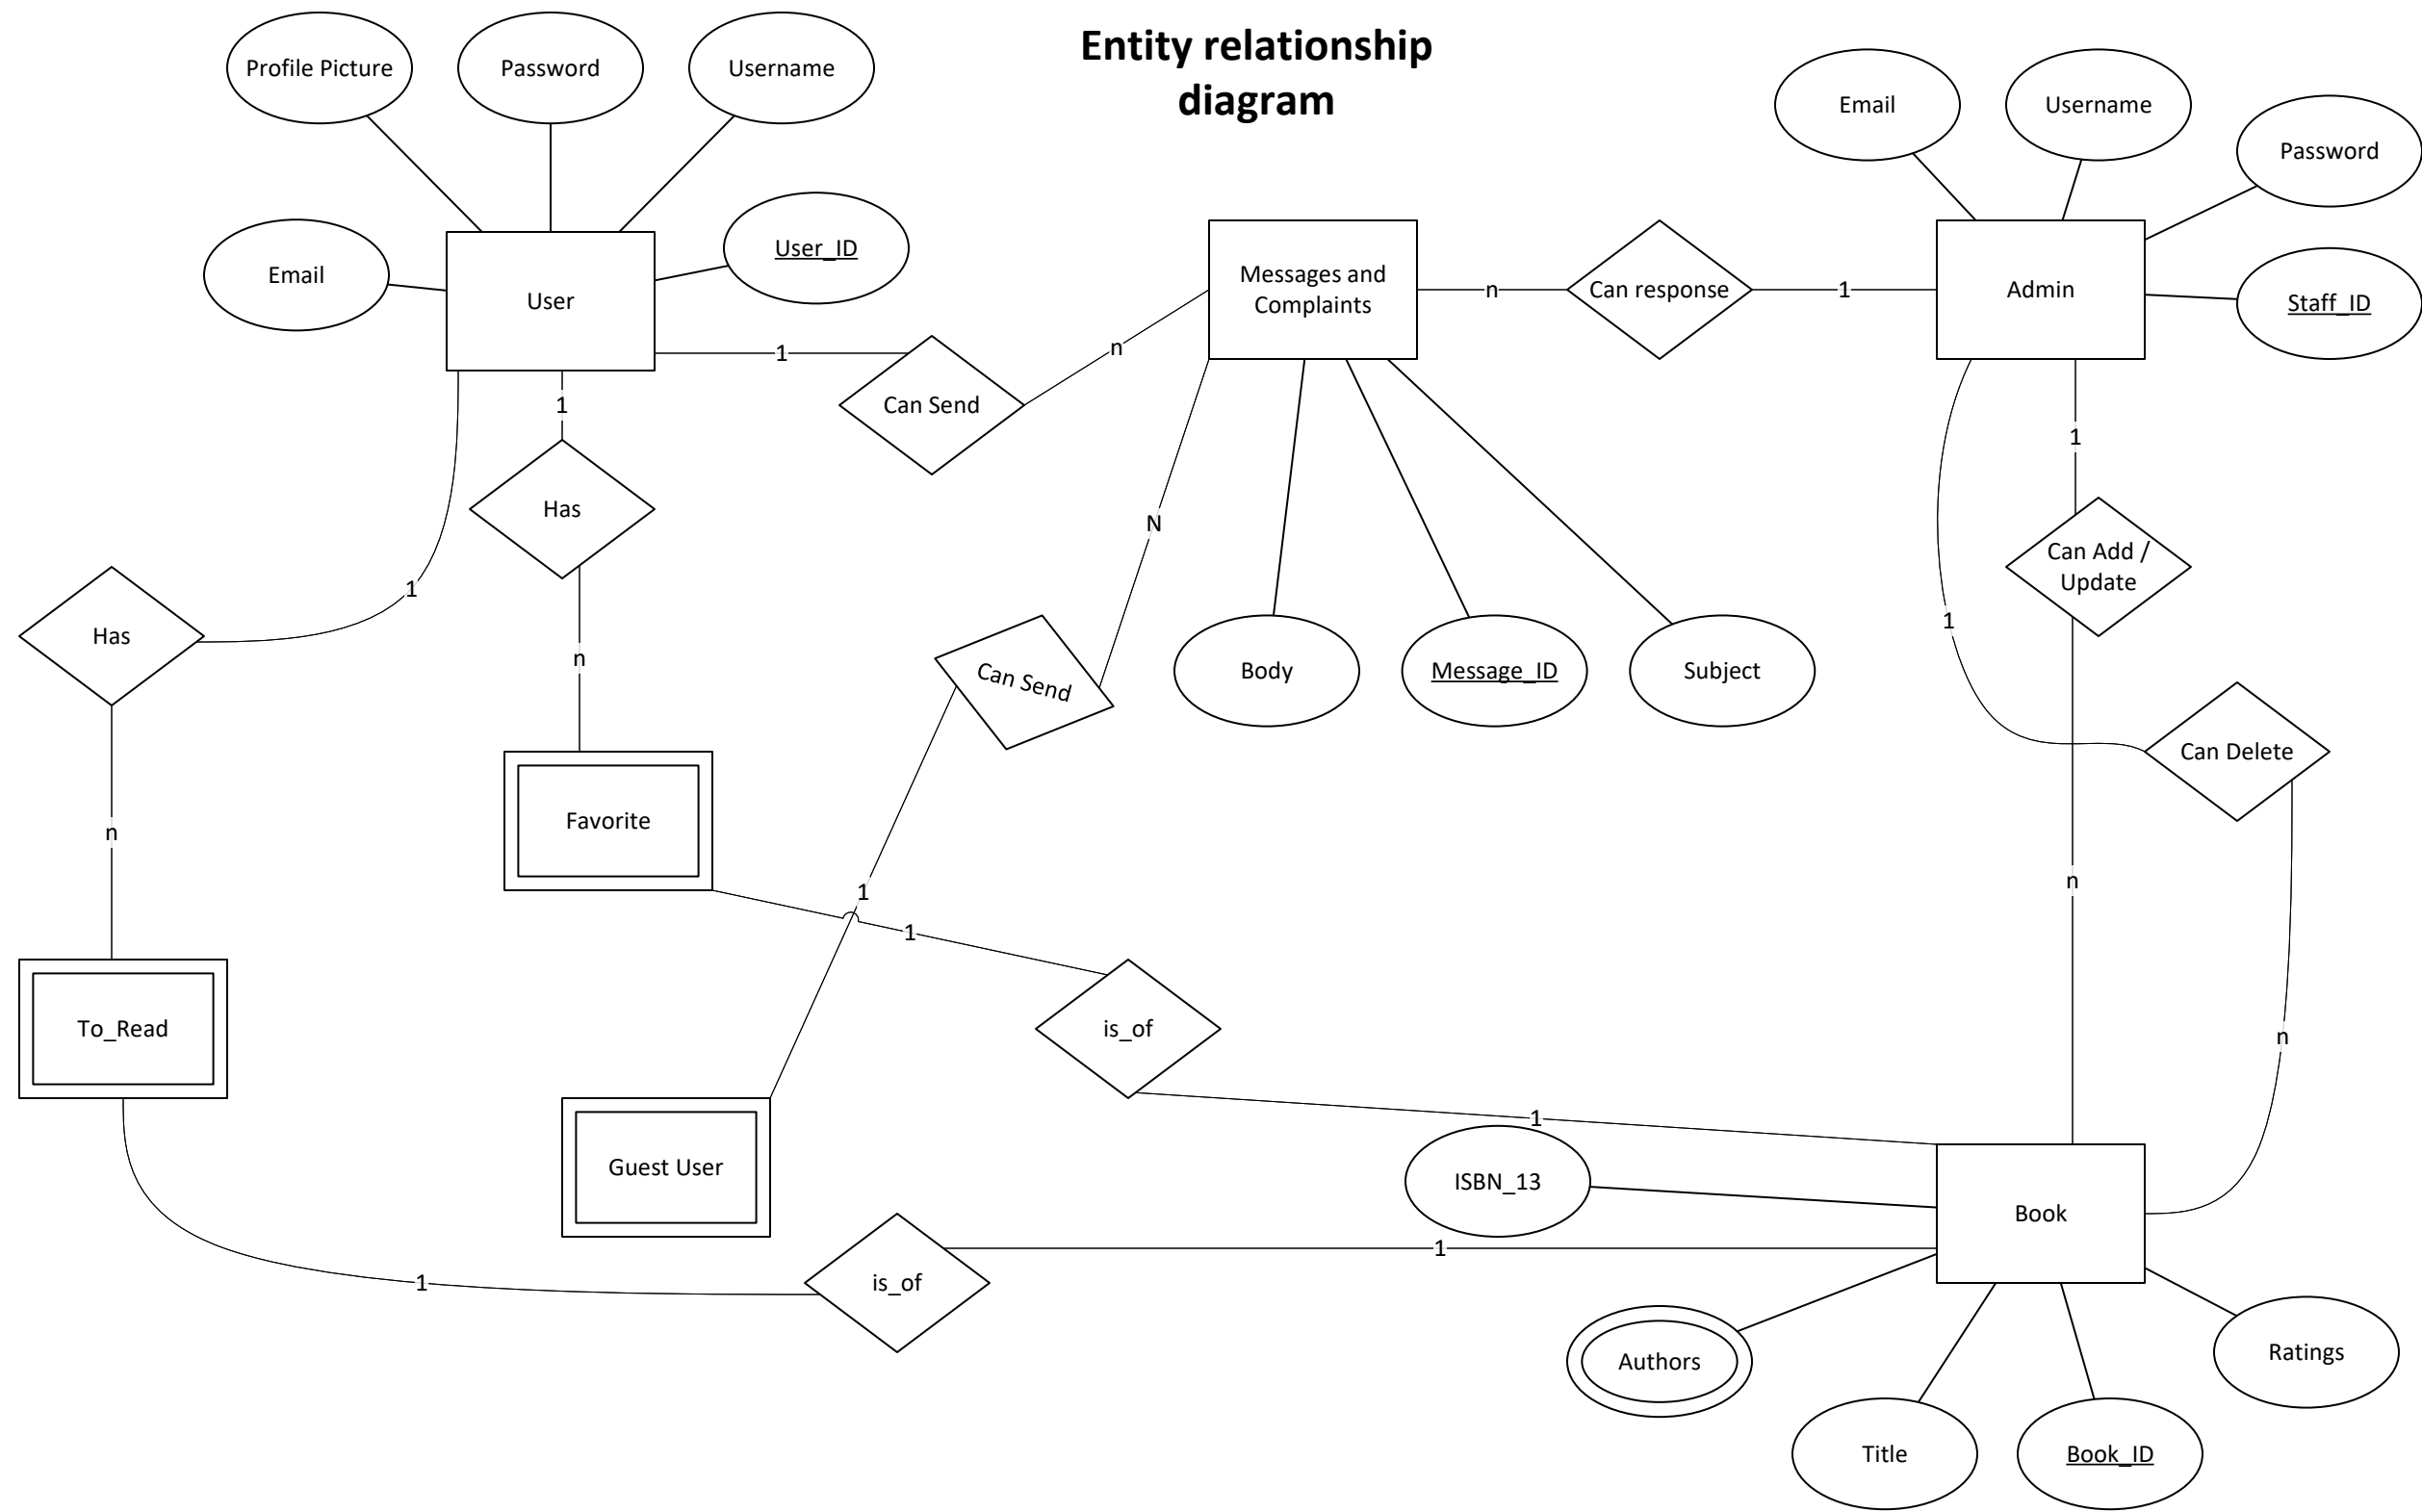 Entity relationship
diagram
Profile Picture
Password
Username
Email
User_ID
User
Email
Username
Password
Staff_ID
Admin
Messages and
Complaints
n
Can response
1
1
Can Send
n
1
Has
n
1
Has
n
N
Can Send
1
Body
Message_ID
Subject
1
Can Add /
Update
n
1
Can Delete
n
Favorite
1
is_of
1
To_Read
Guest User
1
is_of
1
ISBN_13
Book
Authors
Title
Book_ID
Ratings